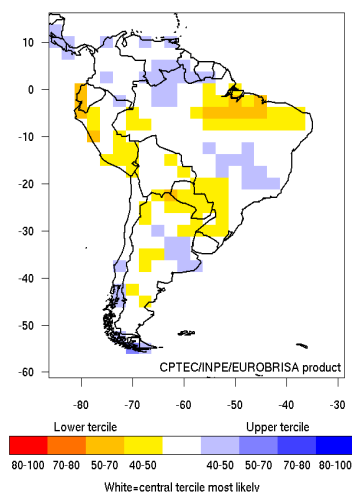 10
0
-10
-20
-30
-40
-50
-60
CPTEC/INPE/EUROBRISA product
-80 -70 -60 -50 -40 -30
Lower tercile Upper tercile
80-100 70-80 50-70 40-50 40-50 50-70 70-80 80-100
White=central tercile most likely